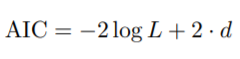 AIC = −2 log L + 2 · d